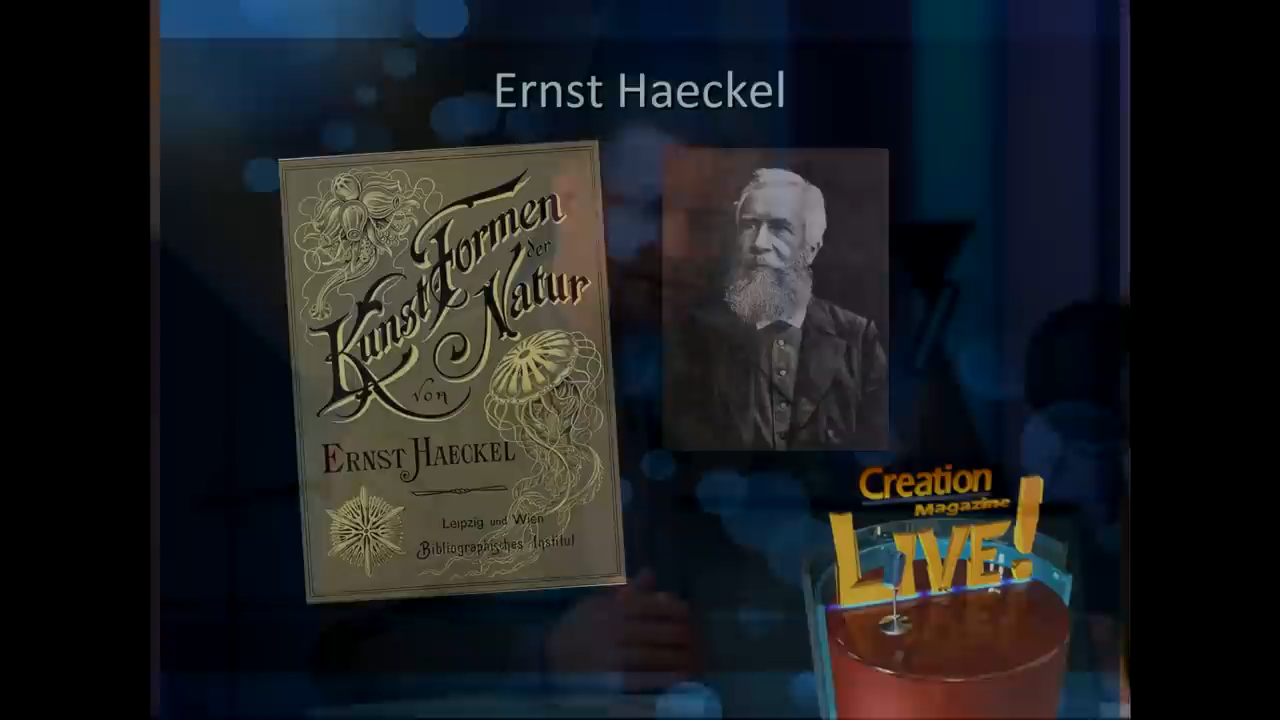 Ernst Haeckel
KunstFormen
der
Natur
von
ERNST HAECKEL
Leipzig und Wien
Bibliographisches Institut
Creation
Magazine
LIVE!